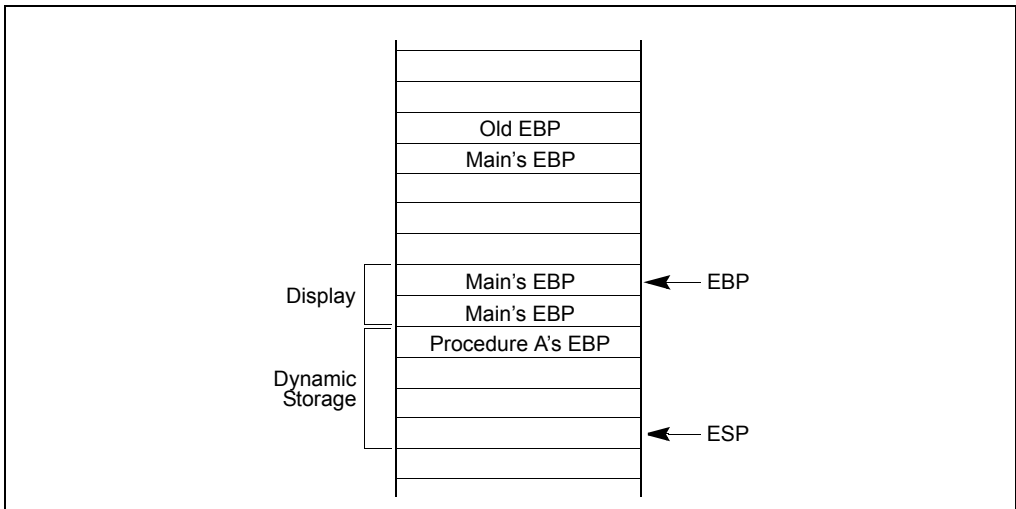 Old EBP
Main's EBP
Main's EBP
EBP
Display
Main's EBP
Procedure A's EBP
Dynamic
Storage
ESP